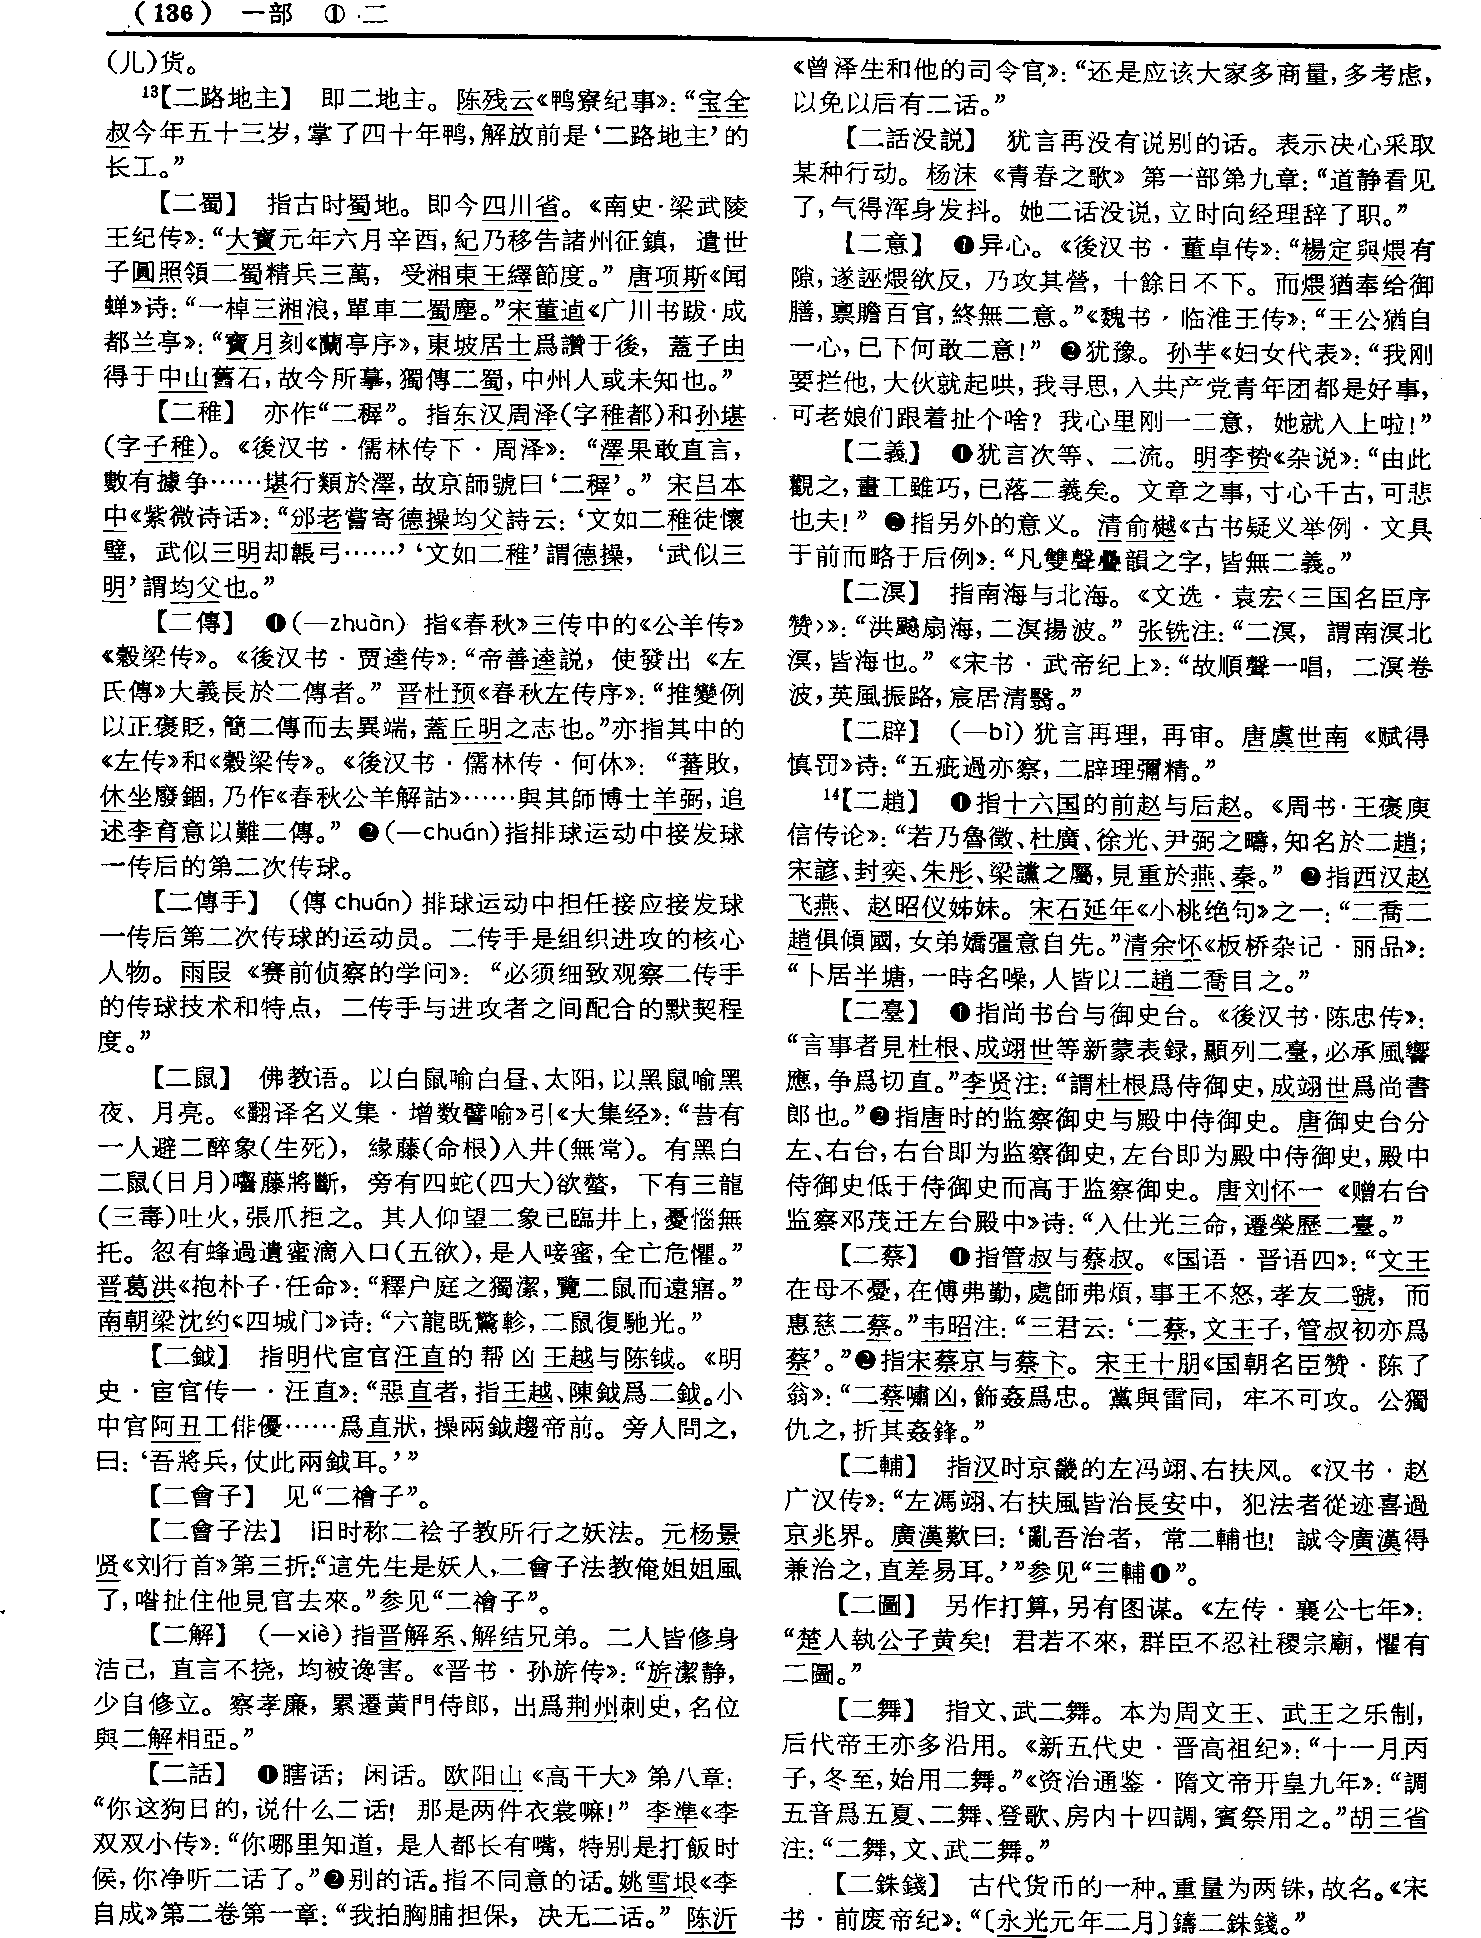 (136)　一部　①·二
(儿)货。
13【二路地主】　即二地主。陈残云《鸭寮纪事》：“宝全
叔今年五十三岁，掌了四十年鸭，解放前是‘二路地主’的
长工。”
【二蜀】　指古时蜀地。即今四川省。《南史·梁武陵
王纪传》：“大寶元年六月辛酉，紀乃移告諸州征鎮，遣世
子圓照領二蜀精兵三萬，受湘東王繹節度。”唐项斯《闻
蝉》诗：“一棹三湘浪，單車二蜀塵。”宋董逌《广川书跋·成
都兰亭》：“寶月刻《蘭亭序》，東坡居士爲讚于後，蓋子由
得于中山舊石，故今所摹，獨傳二蜀，中州人或未知也。”
【二稚】　亦作“二穉”。指东汉周泽(字稚都)和孙堪
(字子稚)。《後汉书·儒林传下·周泽》：“澤果敢直言，
數有據争……堪行類於澤，故京師號曰‘二穉’。”宋吕本
中《紫微诗话》：“邠老嘗寄德操均父詩云：‘文如二稚徒懷
璧，武似三明却韔弓……’‘文如二稚’謂德操，‘武似三
明’謂均父也。”
【二傳】　❶(—zhuàn) 指《春秋》三传中的《公羊传》
《榖梁传》。《後汉书·贾逵传》：“帝善逵説，使發出《左
氏傳》大義長於二傳者。”晋杜预《春秋左传序》：“推變例
以正褒貶，簡二傳而去異端，蓋丘明之志也。”亦指其中的
《左传》和《榖梁传》。《後汉书·儒林传·何休》：“蕃敗，
休坐廢錮，乃作《春秋公羊解詁》……與其師博士羊弼，追
述李育意以難二傳。”❷(—chuán)指排球运动中接发球
一传后的第二次传球。
【二傳手】　(傳 chuán) 排球运动中担任接应接发球
一传后第二次传球的运动员。二传手是组织进攻的核心
人物。雨叚《赛前侦察的学问》：“必须细致观察二传手
的传球技术和特点，二传手与进攻者之间配合的默契程
度。”
【二鼠】　佛教语。以白鼠喻白昼、太阳，以黑鼠喻黑
夜、月亮。《翻译名义集·增数譬喻》引《大集经》：“昔有
一人避二醉象(生死)，緣藤(命根)入井(無常)。有黑白
二鼠(日月)囓藤將斷，旁有四蛇(四大)欲螫，下有三龍
(三毒)吐火，張爪拒之。其人仰望二象已臨井上，憂惱無
托。忽有蜂過遺蜜滴入口(五欲)，是人唼蜜，全亡危懼。”
晋葛洪《抱朴子·任命》：“釋户庭之獨潔，覽二鼠而遠寤。”
南朝梁沈约《四城门》诗：“六龍既驚軫，二鼠復馳光。”
【二鉞】　指明代宦官汪直的帮凶王越与陈钺。《明
史·宦官传一·汪直》：“惡直者，指王越、陳鉞爲二鉞。小
中官阿丑工俳優……爲直狀，操兩鉞趨帝前。旁人問之，
曰：‘吾將兵，仗此兩鉞耳。’”
【二會子】　见“二襘子”。
【二會子法】　旧时称二袷子教所行之妖法。元杨景
贤《刘行首》第三折：“這先生是妖人，二會子法教俺姐姐風
了，喒扯住他見官去來。”参见“二襘子”。
【二解】　(—xiè) 指晋解系、解结兄弟。二人皆修身
洁己，直言不挠，均被谗害。《晋书·孙旂传》：“旂潔静，
少自修立。察孝廉，累遷黄門侍郎，出爲荆州刺史，名位
與二解相亞。”
【二話】　❶瞎话；闲话。欧阳山《高干大》第八章：
“你这狗日的，说什么二话！那是两件衣裳嘛！”李準《李
双双小传》：“你哪里知道，是人都长有嘴，特别是打飯时
候，你净听二话了。”❷别的话。指不同意的话。姚雪垠《李
自成》第二卷第一章：“我拍胸脯担保，决无二话。”陈沂
《曾泽生和他的司令官》：“还是应该大家多商量，多考虑，
以免以后有二话。”
【二話没説】　犹言再没有说别的话。表示决心采取
某种行动。杨沫《青春之歌》第一部第九章：“道静看见
了，气得浑身发抖。她二话没说，立时向经理辞了职。”
【二意】　❶异心。《後汉书·董卓传》：“楊定與煨有
隙，遂誣煨欲反，乃攻其營，十餘日不下。而煨猶奉给御
膳，禀贍百官，終無二意。”《魏书·临淮王传》：“王公猶自
一心，已下何敢二意！”❷犹豫。孙芋《妇女代表》：“我刚
要拦他，大伙就起哄，我寻思，入共产党青年团都是好事，
可老娘们跟着扯个啥？我心里刚一二意，她就入上啦！”
【二義】　❶犹言次等、二流。明李贽《杂说》：“由此
觀之，畫工雖巧，已落二義矣。文章之事，寸心千古，可悲
也夫！”❷指另外的意义。清俞樾《古书疑义举例·文具
于前而略于后例》：“凡雙聲疊韻之字，皆無二義。”
【二溟】　指南海与北海。《文选·袁宏〈三国名臣序
赞〉》：“洪飈扇海，二溟揚波。”张铣注：“二溟，謂南溟北
溟，皆海也。”《宋书·武帝纪上》：“故順聲一唱，二溟卷
波，英風振路，宸居清翳。”
【二辟】　(—bì) 犹言再理，再审。唐虞世南《赋得
慎罚》诗：“五疵過亦察，二辟理彌精。”
14【二趙】　❶指十六国的前赵与后赵。《周书·王褒庾
信传论》：“若乃魯徵、杜廣、徐光、尹弼之疇，知名於二趙；
宋諺、封奕、朱彤、梁讜之屬，見重於燕、秦。”❷指西汉赵
飞燕、赵昭仪姊妹。宋石延年《小桃绝句》之一：“二喬二
趙俱傾國，女弟嬌彊意自先。”清余怀《板桥杂记·丽品》：
“卜居半塘，一時名噪，人皆以二趙二喬目之。”
【二臺】　❶指尚书台与御史台。《後汉书·陈忠传》：
“言事者見杜根、成翊世等新蒙表録，顯列二臺，必承風響
應，争爲切直。”李贤注：“謂杜根爲侍御史，成翊世爲尚書
郎也。”❷指唐时的监察御史与殿中侍御史。唐御史台分
左、右台，右台即为监察御史，左台即为殿中侍御史，殿中
侍御史低于侍御史而高于监察御史。唐刘怀一《赠右台
监察邓茂迁左台殿中》诗：“入仕光三命，遷榮歷二臺。”
【二蔡】　❶指管叔与蔡叔。《国语·晋语四》：“文王
在母不憂，在傅弗勤，處師弗煩，事王不怒，孝友二虢，而
惠慈二蔡。”韦昭注：“三君云：‘二蔡，文王子，管叔初亦爲
蔡’。”❷指宋蔡京与蔡卞。宋王十朋《国朝名臣赞·陈了
翁》：“二蔡嘯凶，飾姦爲忠。黨與雷同，牢不可攻。公獨
仇之，折其姦鋒。”
【二輔】　指汉时京畿的左冯翊、右扶风。《汉书·赵
广汉传》：“左馮翊、右扶風皆治長安中，犯法者從迹喜過
京兆界。廣漢歎曰：‘亂吾治者，常二輔也！誠令廣漢得
兼治之，直差易耳。’”参见“三輔❶”。
【二圖】　另作打算，另有图谋。《左传·襄公七年》：
“楚人執公子黄矣！君若不來，群臣不忍社稷宗廟，懼有
二圖。”
【二舞】　指文、武二舞。本为周文王、武王之乐制，
后代帝王亦多沿用。《新五代史·晋高祖纪》：“十一月丙
子，冬至，始用二舞。”《资治通鉴·隋文帝开皇九年》：“調
五音爲五夏、二舞、登歌、房内十四調，賓祭用之。”胡三省
注：“二舞，文、武二舞。”
【二銖錢】　古代货币的一种。重量为两铢，故名。《宋
书·前废帝纪》：“〔永光元年二月〕鑄二銖錢。”